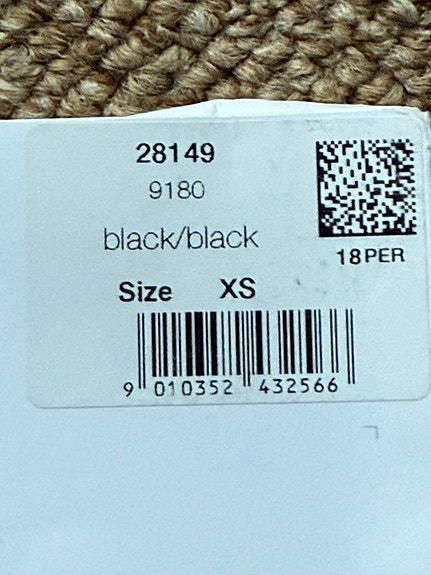 28149
9180
black/black
18PER
Size XS
9 010352 432566